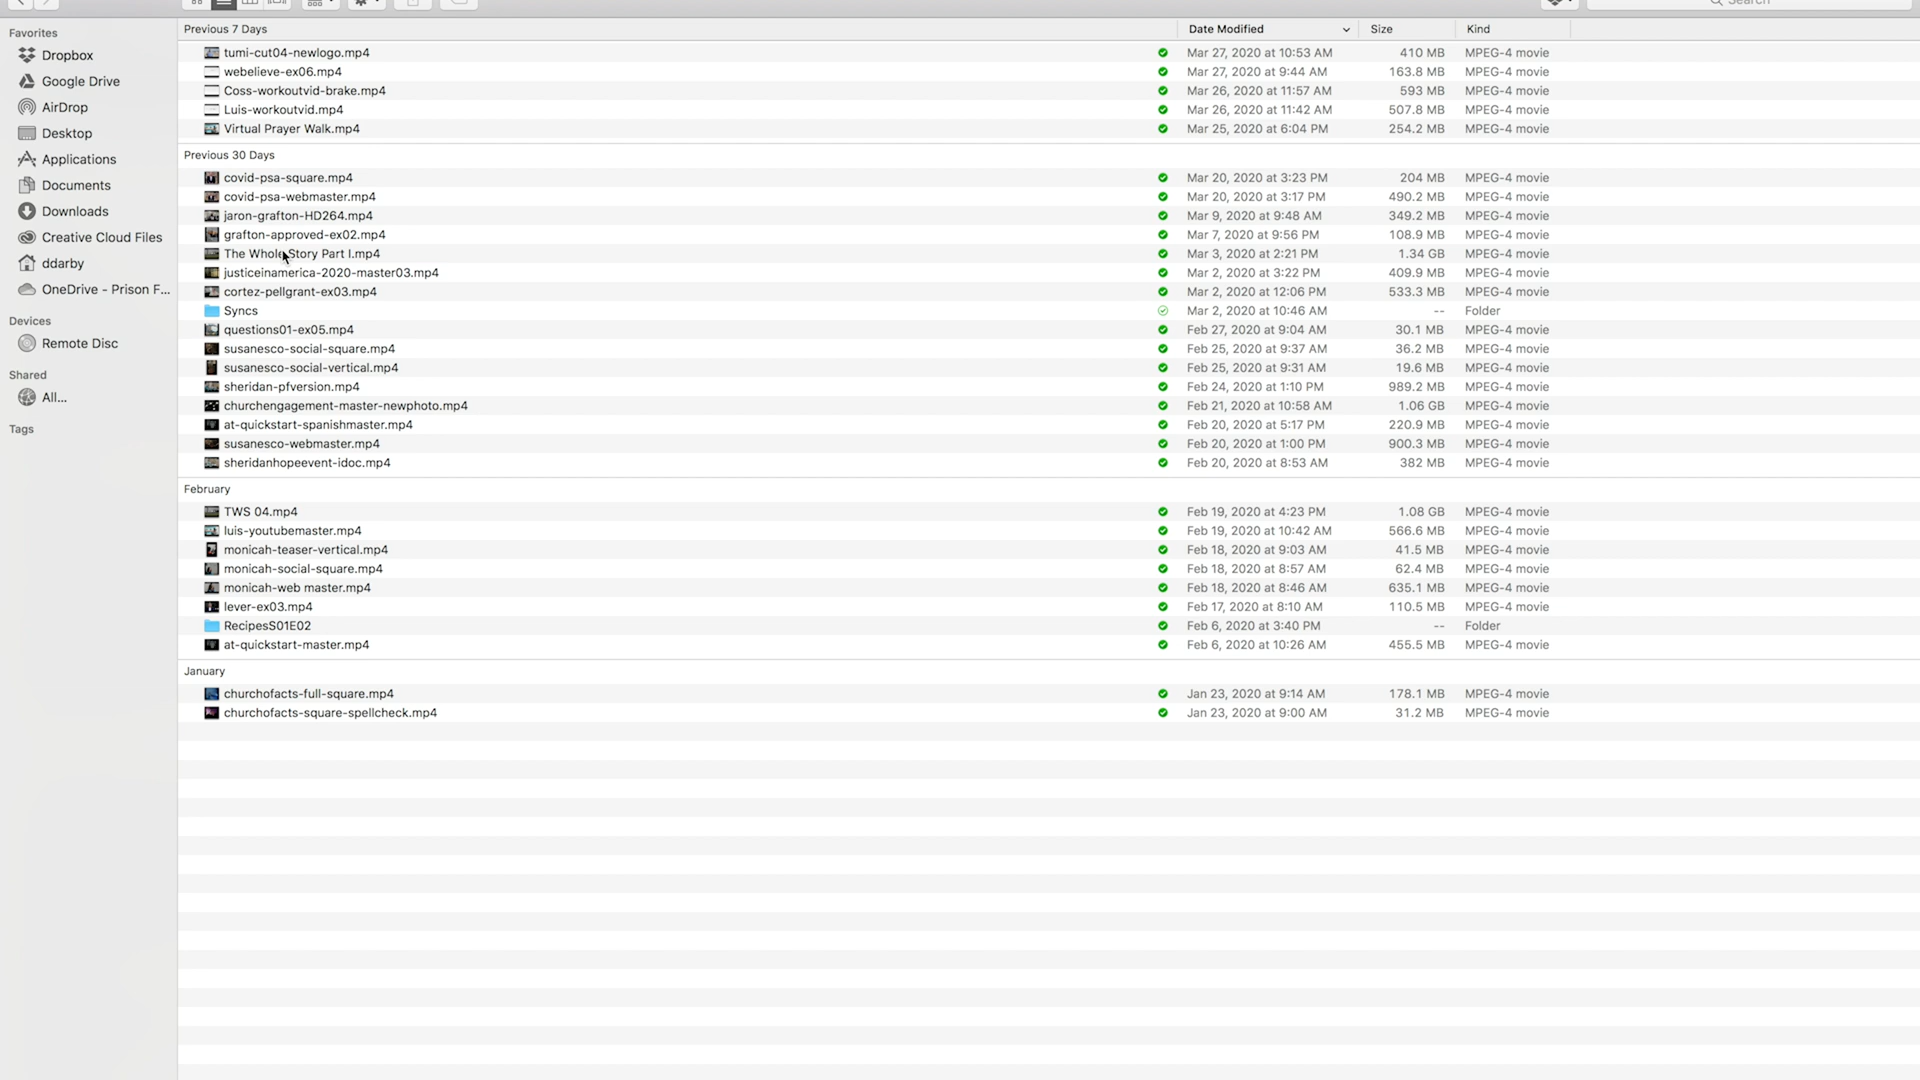 Search
Favorites
Dropbox
Google Drive
AirDrop
Desktop
Applications
Documents
Downloads
Creative Cloud Files
ddarby
OneDrive - Prison F...
Devices
Remote Disc
Shared
All...
Tags
Previous 7 Days Date Modified Size Kind
tumi-cut04-newlogo.mp4 Mar 27, 2020 at 10:53 AM 410 MB MPEG-4 movie
webelieve-ex06.mp4 Mar 27, 2020 at 9:44 AM 163.8 MB MPEG-4 movie
Coss-workoutvid-brake.mp4 Mar 26, 2020 at 11:57 AM 593 MB MPEG-4 movie
Luis-workoutvid.mp4 Mar 26, 2020 at 11:42 AM 507.8 MB MPEG-4 movie
Virtual Prayer Walk.mp4 Mar 25, 2020 at 6:04 PM 254.2 MB MPEG-4 movie
Previous 30 Days
covid-psa-square.mp4 Mar 20, 2020 at 3:23 PM 204 MB MPEG-4 movie
covid-psa-webmaster.mp4 Mar 20, 2020 at 3:17 PM 490.2 MB MPEG-4 movie
jaron-grafton-HD264.mp4 Mar 9, 2020 at 9:48 AM 349.2 MB MPEG-4 movie
grafton-approved-ex02.mp4 Mar 7, 2020 at 9:56 PM 108.9 MB MPEG-4 movie
The Whole Story Part I.mp4 Mar 3, 2020 at 2:21 PM 1.34 GB MPEG-4 movie
justiceinamerica-2020-master03.mp4 Mar 2, 2020 at 3:22 PM 409.9 MB MPEG-4 movie
cortez-pellgrant-ex03.mp4 Mar 2, 2020 at 12:06 PM 533.3 MB MPEG-4 movie
Syncs Mar 2, 2020 at 10:46 AM -- Folder
questions01-ex05.mp4 Feb 27, 2020 at 9:04 AM 30.1 MB MPEG-4 movie
susanesco-social-square.mp4 Feb 25, 2020 at 9:37 AM 36.2 MB MPEG-4 movie
susanesco-social-vertical.mp4 Feb 25, 2020 at 9:31 AM 19.6 MB MPEG-4 movie
sheridan-pfversion.mp4 Feb 24, 2020 at 1:10 PM 989.2 MB MPEG-4 movie
churchengagement-master-newphoto.mp4 Feb 21, 2020 at 10:58 AM 1.06 GB MPEG-4 movie
at-quickstart-spanishmaster.mp4 Feb 20, 2020 at 5:17 PM 220.9 MB MPEG-4 movie
susanesco-webmaster.mp4 Feb 20, 2020 at 1:00 PM 900.3 MB MPEG-4 movie
sheridanhopeevent-idoc.mp4 Feb 20, 2020 at 8:53 AM 382 MB MPEG-4 movie
February
TWS 04.mp4 Feb 19, 2020 at 4:23 PM 1.08 GB MPEG-4 movie
luis-youtubemaster.mp4 Feb 19, 2020 at 10:42 AM 566.6 MB MPEG-4 movie
monicah-teaser-vertical.mp4 Feb 18, 2020 at 9:03 AM 41.5 MB MPEG-4 movie
monicah-social-square.mp4 Feb 18, 2020 at 8:57 AM 62.4 MB MPEG-4 movie
monicah-web master.mp4 Feb 18, 2020 at 8:46 AM 635.1 MB MPEG-4 movie
lever-ex03.mp4 Feb 17, 2020 at 8:10 AM 110.5 MB MPEG-4 movie
RecipesS01E02 Feb 6, 2020 at 3:40 PM -- Folder
at-quickstart-master.mp4 Feb 6, 2020 at 10:26 AM 455.5 MB MPEG-4 movie
January
churchofacts-full-square.mp4 Jan 23, 2020 at 9:14 AM 178.1 MB MPEG-4 movie
churchofacts-square-spellcheck.mp4 Jan 23, 2020 at 9:00 AM 31.2 MB MPEG-4 movie